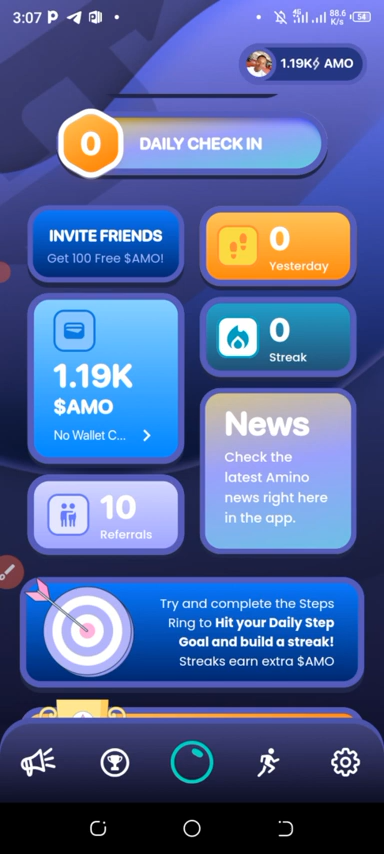 3:07
4G
88.6
K/s
58
1.19K AMO
0
DAILY CHECK IN
INVITE FRIENDS
Get 100 Free $AMO!
0
Yesterday
1.19K
$AMO
No Wallet C...
0
Streak
News
Check the
latest Amino
news right here
in the app.
10
Referrals
Try and complete the Steps
Ring to Hit your Daily Step
Goal and build a streak!
Streaks earn extra $AMO